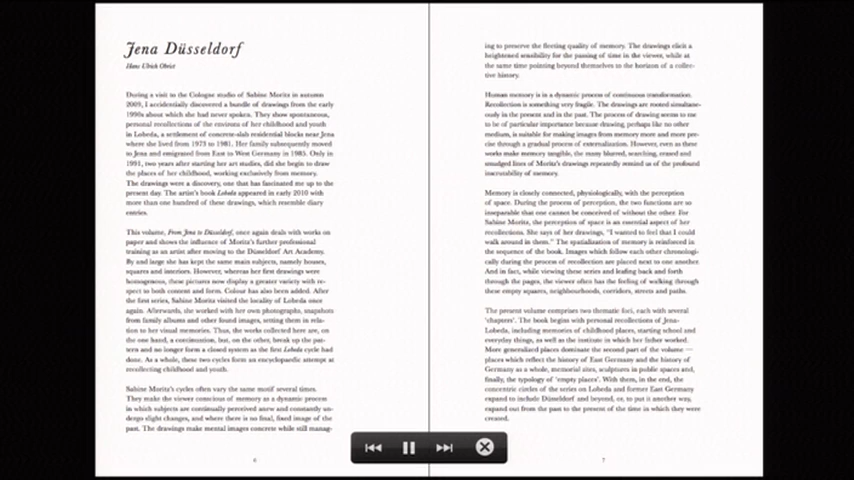 Jena Düsseldorf
Hans Ulrich Obrist
During a visit to the Cologne studio of Sabine Moritz in autumn
2009, I accidentially discovered a bundle of drawings from the early
1990s about which she had never spoken. They show spontaneous,
personal recollections of the environs of her childhood and youth
in Lobeda, a settlement of concrete-slab residential blocks near Jena
where she lived from 1973 to 1981. Her family subsequently moved
to Jena and emigrated from East to West Germany in 1985. Only in
1991, two years after starting her art studies, did she begin to draw
the places of her childhood, working exclusively from memory.
The drawings were a discovery, one that has fascinated me up to the
present day. The artist's book Lobeda appeared in early 2010 with
more than one hundred of these drawings, which resemble diary
entries.
This volume, From Jena to Düsseldorf, once again deals with works on
paper and shows the influence of Moritz's further professional
training as an artist after moving to the Düsseldorf Art Academy.
By and large she has kept the same main subjects, namely houses,
squares and interiors. However, whereas her first drawings were
homogenous, these pictures now display a greater variety with re-
spect to both content and form. Colour has also been added. After
the first series, Sabine Moritz visited the locality of Lobeda once
again. Afterwards, she worked with her own photographs, snapshots
from family albums and other found images, setting them in rela-
tion to her visual memories. Thus, the works collected here are, on
the one hand, a continuation, but, on the other, break up the pat-
tern and no longer form a closed system as the first Lobeda cycle had
done. As a whole, these two cycles form an encyclopaedic attempt at
recollecting childhood and youth.
Sabine Moritz's cycles often vary the same motif several times.
They make the viewer conscious of memory as a dynamic process
in which subjects are continually perceived anew and constantly un-
dergo slight changes, and where there is no final, fixed image of the
past. The drawings make mental images concrete while still manag-
6
ing to preserve the fleeting quality of memory. The drawings elicit a
heightened sensibility for the passing of time in the viewer, while at
the same time pointing beyond themselves to the horizon of a collec-
tive history.
Human memory is in a dynamic process of continuous transformation.
Recollection is something very fragile. The drawings are rooted simultane-
ously in the present and in the past. The process of drawing seems to me
to be of particular importance because drawing, perhaps like no other
medium, is suitable for making images from memory more and more pre-
cise through a gradual process of externalization. However, even as these
works make memory tangible, the many blurred, searching, erased and
smudged lines of Moritz's drawings repeatedly remind us of the profound
inscrutability of memory.
Memory is closely connected, physiologically, with the perception
of space. During the process of perception, the two functions are so
inseparable that one cannot be conceived of without the other. For
Sabine Moritz, the perception of space is an essential aspect of her
recollections. She says of her drawings, "I wanted to feel that I could
walk around in them." The spatialization of memory is reinforced in
the sequence of the book. Images which follow each other chronologi-
cally during the process of recollection are placed next to one another.
And in fact, while viewing these series and leafing back and forth
through the pages, the viewer often has the feeling of walking through
these empty squares, neighbourhoods, corridors, streets and paths.
The present volume comprises two thematic foci, each with several
'chapters'. The book begins with personal recollections of Jena-
Lobeda, including memories of childhood places, starting school and
everyday things, as well as the institute in which her father worked.
More generalized places dominate the second part of the volume —
places which reflect the history of East Germany and the history of
Germany as a whole, memorial sites, sculptures in public spaces and,
finally, the typology of 'empty places'. With them, in the end, the
concentric circles of the series on Lobeda and former East Germany
expand to include Düsseldorf and beyond, or, to put it another way,
expand out from the past to the present of the time in which they were
created.
7